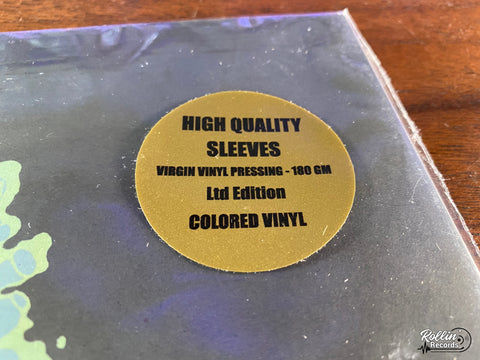 HIGH QUALITY
SLEEVES
VIRGIN VINYL PRESSING - 180 GM
Ltd Edition
COLORED VINYL
Rollin
Records